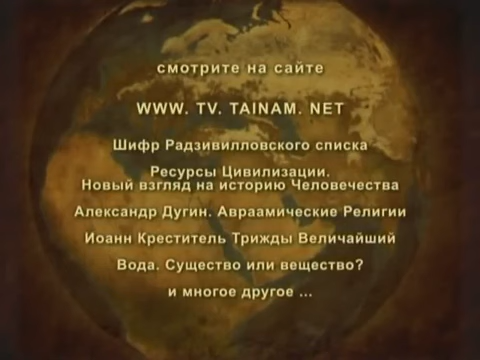 смотрите на сайте
WWW. TV. TAINAM. NET
Шифр Радзивилловского списка
Ресурсы Цивилизации.
Новый взгляд на историю Человечества
Александр Дугин. Авраамические Религии
Иоанн Креститель Трижды Величайший
Вода. Существо или вещество?
и многое другое ...